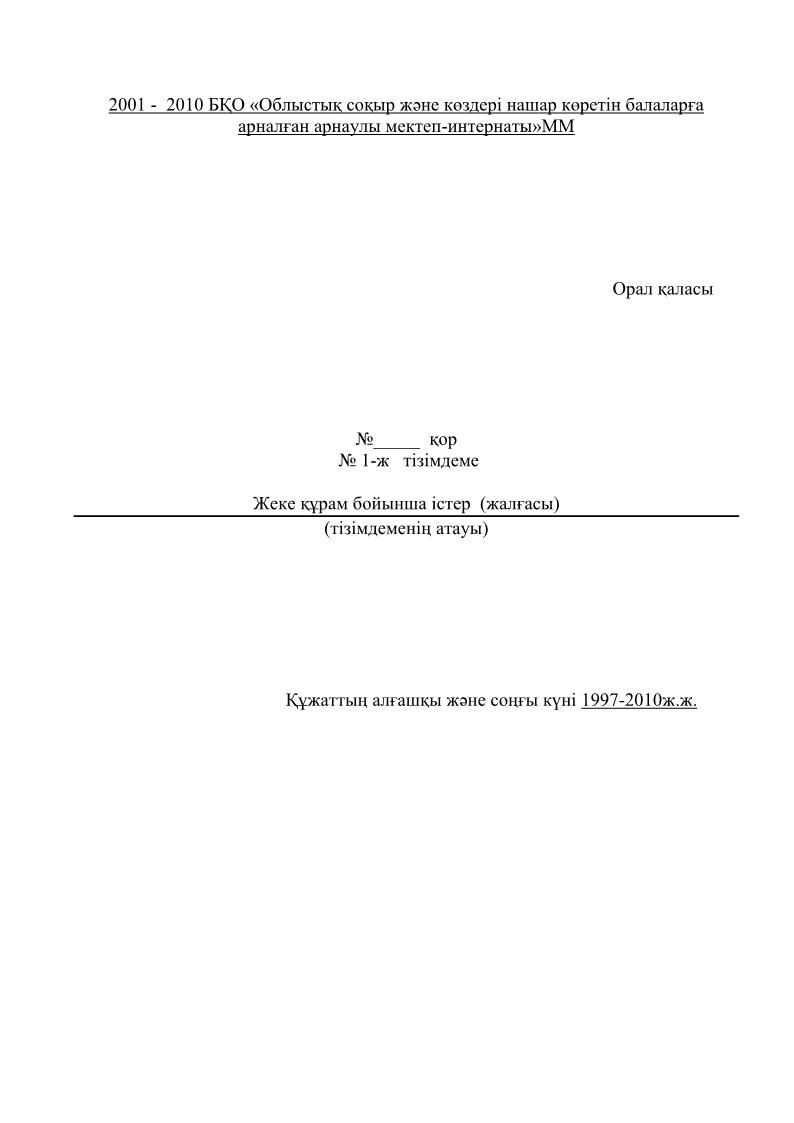 2001 -  2010 БҚО «Облыстық соқыр және көздері нашар көретін балаларға
арналған арнаулы мектеп-интернаты»ММ
Орал қаласы
№_____  қор
№ 1-ж   тізімдеме
Жеке құрам бойынша істер  (жалғасы)
(тізімдеменің атауы)
Құжаттың алғашқы және соңғы күні 1997-2010ж.ж.